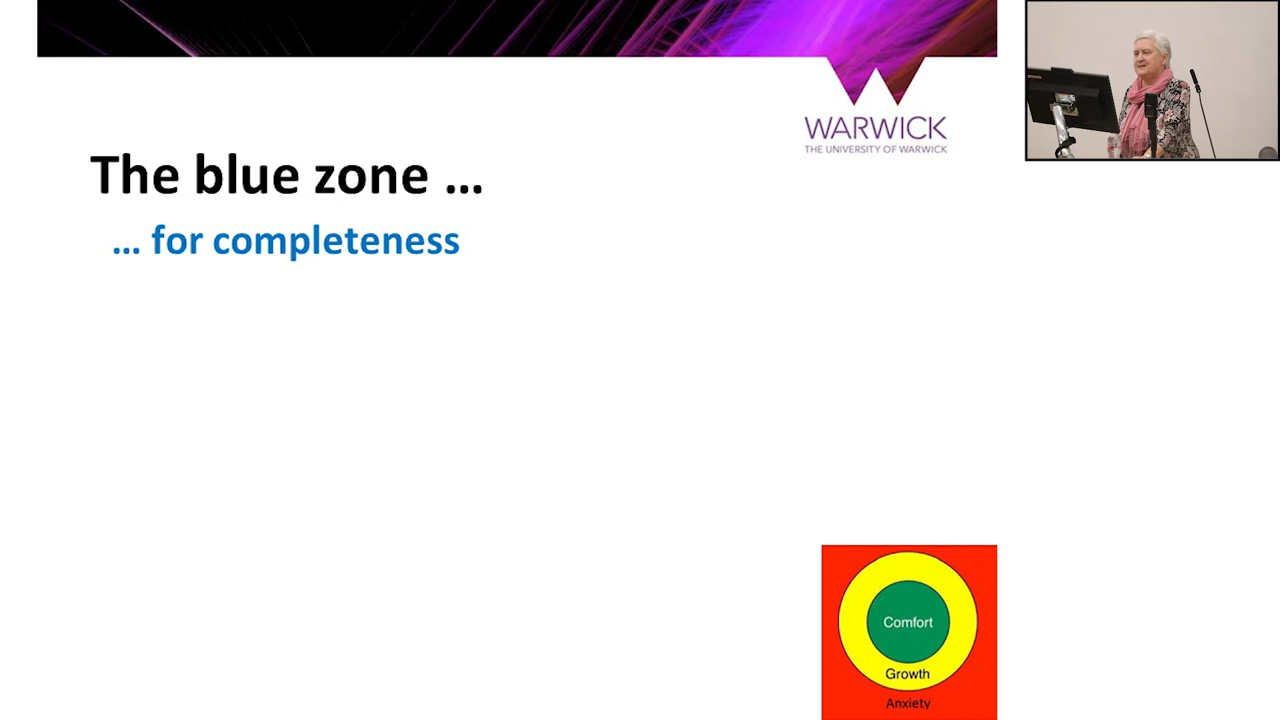 WARWICK
THE UNIVERSITY OF WARWICK
The blue zone ...
... for completeness
Comfort
Growth
Anxiety